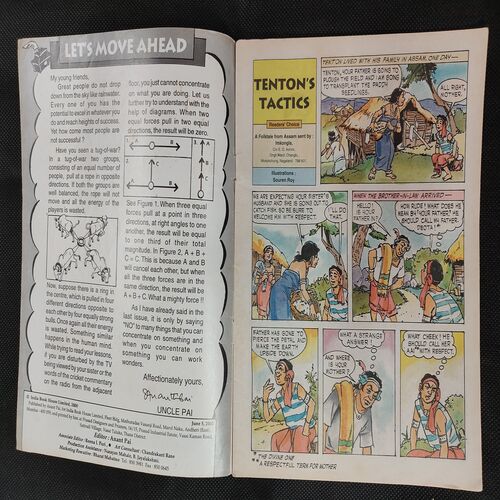 LET'S MOVE AHEAD
My young friends,
Great people do not drop
down from the sky like rainwater.
Every one of you has the
potential to excel in whatever you
do and reach heights of success.
Yet how come most people are
not successful ?
Have you seen a tug-of-war?
In a tug-of-war two groups,
consisting of an equal number of
people, pull at a rope in opposite
directions. If both the groups are
well balanced, the rope will not
move and all the energy of the
players is wasted.
Now, suppose there is a ring in
the centre, which is pulled in four
different directions opposite to
each other by four equally strong
bulls. Once again all their energy
is wasted. Something similar
happens in the human mind.
While trying to read your lessons,
if you are disturbed by the TV
being viewed by your sister or the
words of the cricket commentary
on the radio from the adjacent
floor, you just cannot concentrate
on what you are doing. Let us
further try to understand with the
help of diagrams. When two
equal forces pull in two equal
directions, the result will be zero.
1.
A
B
2.
C
A
B
3.
A
B
C
See Figure 1. When three equal
forces pull at a point in three
directions, at right angles to one
another, the result will be equal
to one third of their total
magnitude. In Figure 2, A + B +
C = C. This is because A and B
will cancel each other, but when
all the three forces are in the
same direction, the result will be
A + B + C. What a mighty force !!
As I have already said in the
last issue, it is only by saying
"NO" to many things that you can
concentrate on something and
when you concentrate on
something you can work
wonders.
Affectionately yours,
UNCLE PAI
June 3, 2001
© India Book House Limited, 2001
Editor : Anant Pai
TENTON'S
TACTICS
Readers' Choice
A Folktale from Assam sent by :
Imkongla,
Illustrations :
Souren Roy
TENTON LIVED WITH HIS FAMILY IN ASSAM. ONE DAY—
TENTON, YOUR FATHER IS GOING TO
PLOUGH THE FIELD AND I AM GOING
TO TRANSPLANT THE PADDY
SEEDLINGS.
ALL RIGHT,
MOTHER.
WE ARE EXPECTING YOUR SISTER'S
HUSBAND AND SHE IS GOING OUT TO
CATCH FISH. SO BE SURE TO
WELCOME HIM WITH RESPECT.
I'LL DO
THAT.
WHEN THE BROTHER-IN-LAW ARRIVED—
HELLO !
IS YOUR
FATHER IN ?
HOW RUDE ! WHAT DOES HE
MEAN BY 'YOUR FATHER'? HE
SHOULD CALL MY FATHER-
DEOTA !*
FATHER HAS GONE TO
PIERCE THE PETAL AND
MAKE THE EARTH
UPSIDE DOWN.
WHAT A STRANGE
ANSWER !
AND WHERE
IS YOUR
MOTHER ?
WHAT CHEEK ! HE
SHOULD CALL HER
AAI** WITH RESPECT.
* THE DIVINE ONE
** A RESPECTFUL TERM FOR MOTHER